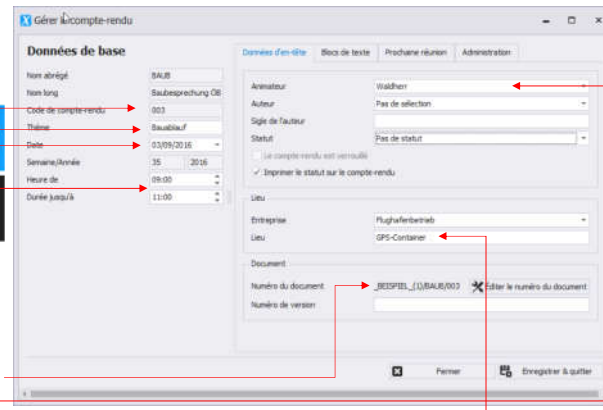 Gérer le compte-rendu
Données de base
Nom abrégé BAUB
Nom long Baubesprechung OB
Code de compte-rendu 003
Thème Bauablauf
Date 03/09/2016
Semaine/Année 35 2016
Heure de 09:00
Durée jusqu'à 11:00
Données d'en-tête Blocs de texte Prochaine réunion Administration
Animateur Waldherr
Auteur Pas de sélection
Sigle de l'auteur
Statut Pas de statut
Le compte-rendu est verrouillé
Imprimer le statut sur le compte-rendu
Lieu
Entreprise Flughafenbetrieb
Lieu GPS-Container
Document
Numéro du document _BEISPIEL_(1)/BAUB/003 Editer le numéro du document
Numéro de version
Fermer Enregistrer & quitter